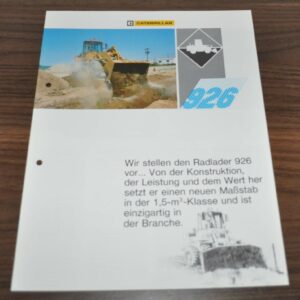 CATERPILLAR
926
Wir stellen den Radlader 926
vor... Von der Konstruktion,
der Leistung und dem Wert her
setzt er einen neuen Maßstab
in der 1,5-m³-Klasse und ist
einzigartig in
der Branche.